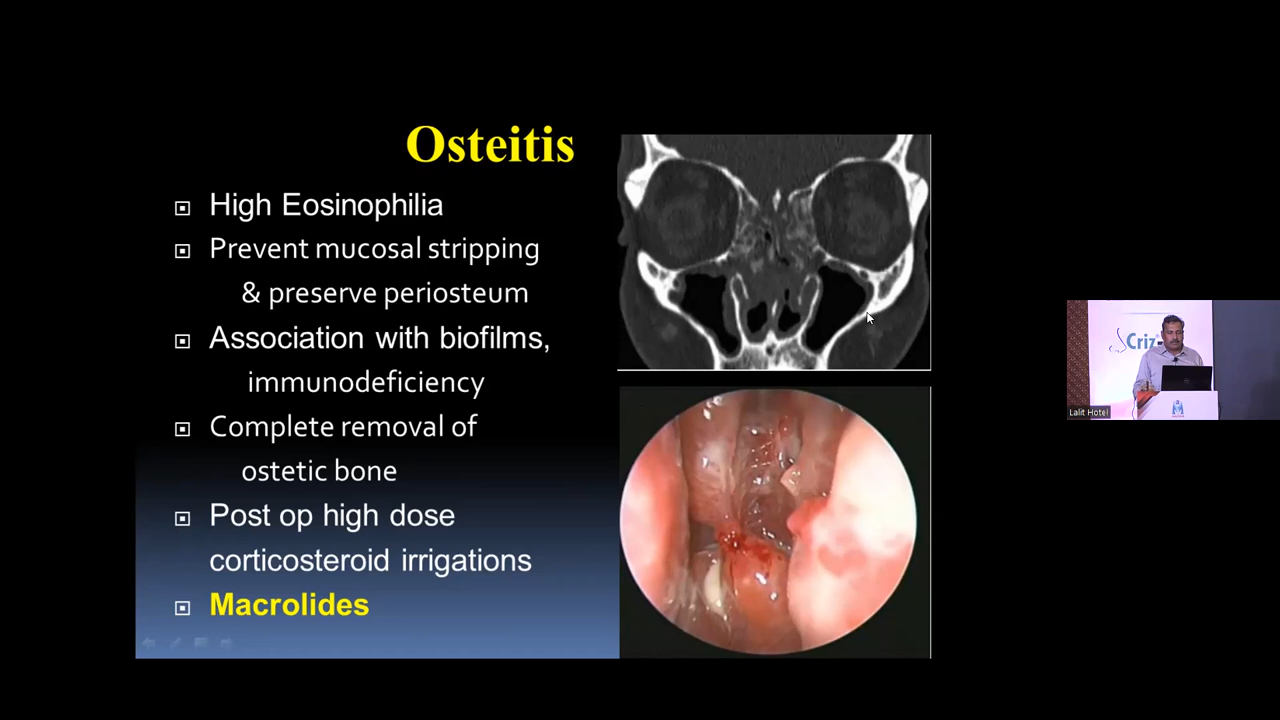 Osteitis
High Eosinophilia
Prevent mucosal stripping
& preserve periosteum
Association with biofilms,
immunodeficiency
Complete removal of
ostetic bone
Post op high dose
corticosteroid irrigations
Macrolides
Criz-
Lalit Hotel